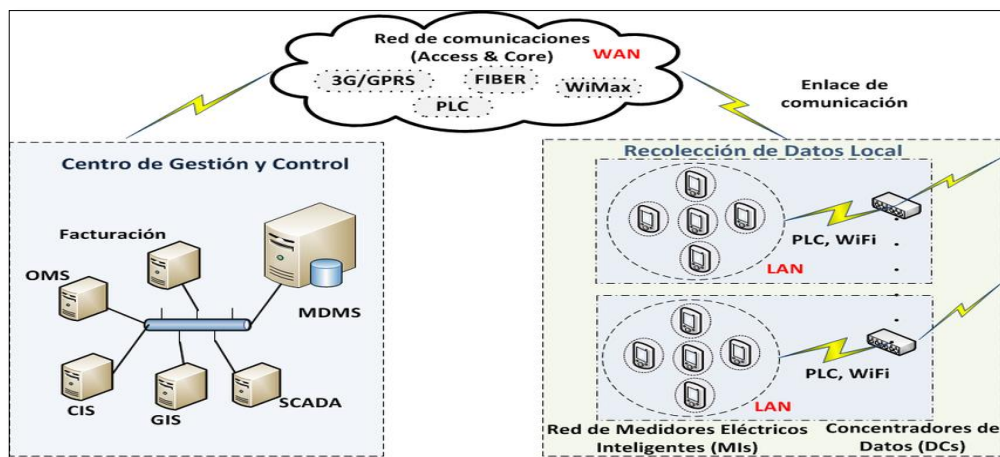 Red de comunicaciones
(Access & Core)
WAN
3G/GPRS
FIBER
WiMax
PLC
Enlace de
comunicación
Centro de Gestión y Control
Facturación
OMS
MDMS
CIS
GIS
SCADA
Recolección de Datos Local
PLC, WiFi
LAN
PLC, WiFi
LAN
Red de Medidores Eléctricos
Inteligentes (MIs)
Concentradores de
Datos (DCs)